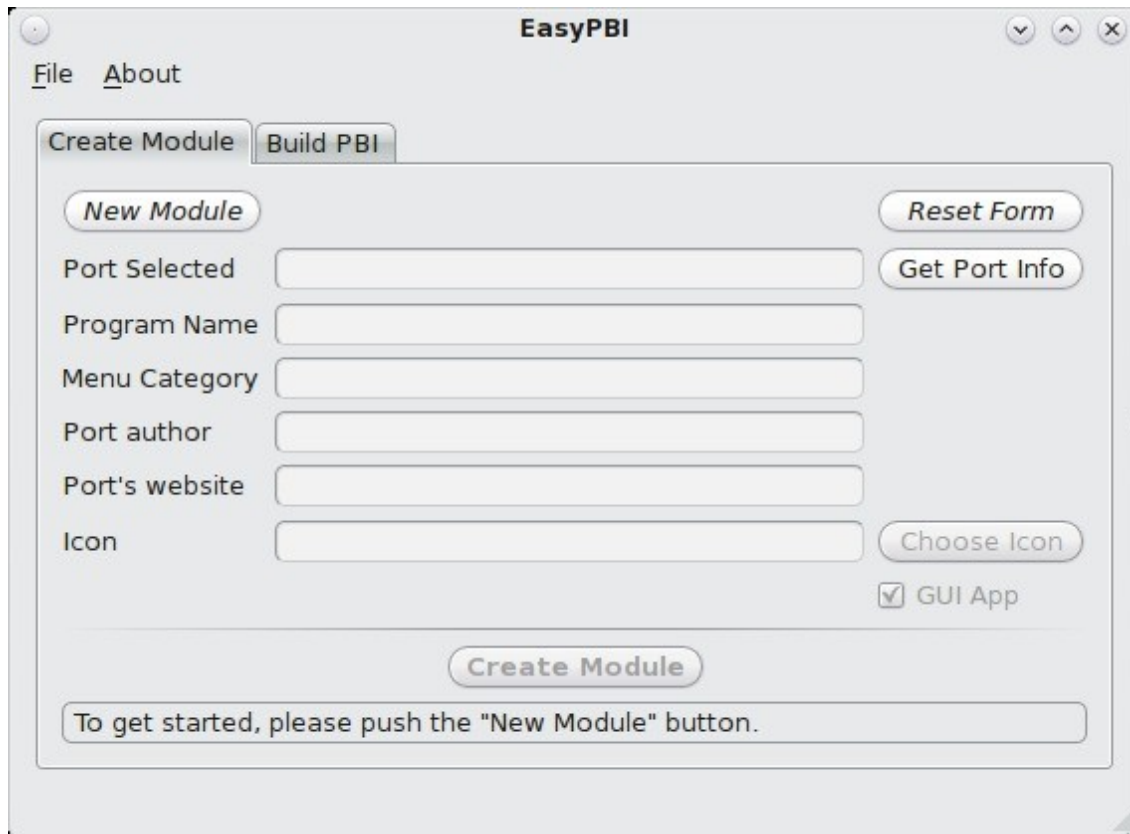 EasyPBI
File About
Create Module Build PBI
New Module Reset Form
Port Selected Get Port Info
Program Name
Menu Category
Port author
Port's website
Icon Choose Icon
GUI App
Create Module
To get started, please push the "New Module" button.